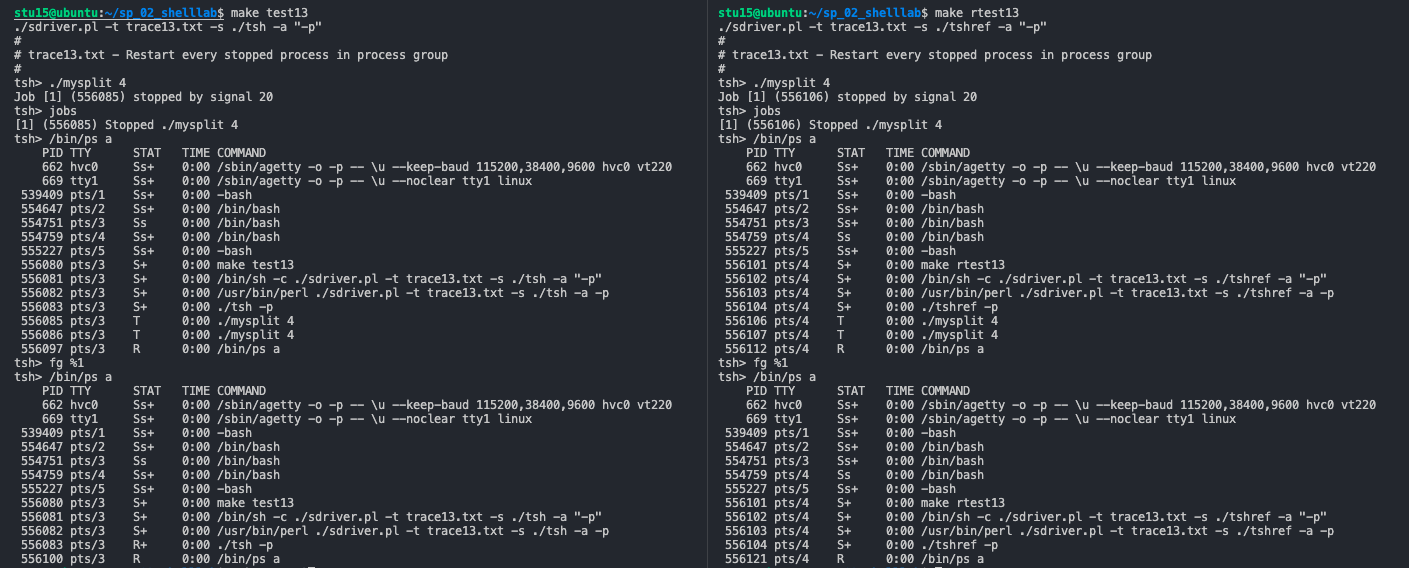 stu15@ubuntu:~/sp_02_shelllab$ make test13
./sdriver.pl -t trace13.txt -s ./tsh -a "-p"
#
# trace13.txt - Restart every stopped process in process group
#
tsh> ./mysplit 4
Job [1] (556085) stopped by signal 20
tsh> jobs
[1] (556085) Stopped ./mysplit 4
tsh> /bin/ps a
PID TTY STAT TIME COMMAND
662 hvc0 Ss+ 0:00 /sbin/agetty -o -p -- \u --keep-baud 115200,38400,9600 hvc0 vt220
669 tty1 Ss+ 0:00 /sbin/agetty -o -p -- \u --noclear tty1 linux
539409 pts/1 Ss+ 0:00 -bash
554647 pts/2 Ss+ 0:00 /bin/bash
554751 pts/3 Ss 0:00 /bin/bash
554759 pts/4 Ss+ 0:00 /bin/bash
555227 pts/5 Ss+ 0:00 -bash
556080 pts/3 S+ 0:00 make test13
556081 pts/3 S+ 0:00 /bin/sh -c ./sdriver.pl -t trace13.txt -s ./tsh -a "-p"
556082 pts/3 S+ 0:00 /usr/bin/perl ./sdriver.pl -t trace13.txt -s ./tsh -a -p
556083 pts/3 S+ 0:00 ./tsh -p
556085 pts/3 T 0:00 ./mysplit 4
556086 pts/3 T 0:00 ./mysplit 4
556097 pts/3 R 0:00 /bin/ps a
tsh> fg %1
tsh> /bin/ps a
PID TTY STAT TIME COMMAND
662 hvc0 Ss+ 0:00 /sbin/agetty -o -p -- \u --keep-baud 115200,38400,9600 hvc0 vt220
669 tty1 Ss+ 0:00 /sbin/agetty -o -p -- \u --noclear tty1 linux
539409 pts/1 Ss+ 0:00 -bash
554647 pts/2 Ss+ 0:00 /bin/bash
554751 pts/3 Ss 0:00 /bin/bash
554759 pts/4 Ss+ 0:00 /bin/bash
555227 pts/5 Ss+ 0:00 -bash
556080 pts/3 S+ 0:00 make test13
556081 pts/3 S+ 0:00 /bin/sh -c ./sdriver.pl -t trace13.txt -s ./tsh -a "-p"
556082 pts/3 S+ 0:00 /usr/bin/perl ./sdriver.pl -t trace13.txt -s ./tsh -a -p
556083 pts/3 R+ 0:00 ./tsh -p
556100 pts/3 R 0:00 /bin/ps a
stu15@ubuntu:~/sp_02_shelllab$ make rtest13
./sdriver.pl -t trace13.txt -s ./tshref -a "-p"
#
# trace13.txt - Restart every stopped process in process group
#
tsh> ./mysplit 4
Job [1] (556106) stopped by signal 20
tsh> jobs
[1] (556106) Stopped ./mysplit 4
tsh> /bin/ps a
PID TTY STAT TIME COMMAND
662 hvc0 Ss+ 0:00 /sbin/agetty -o -p -- \u --keep-baud 115200,38400,9600 hvc0 vt220
669 tty1 Ss+ 0:00 /sbin/agetty -o -p -- \u --noclear tty1 linux
539409 pts/1 Ss+ 0:00 -bash
554647 pts/2 Ss+ 0:00 /bin/bash
554751 pts/3 Ss+ 0:00 /bin/bash
554759 pts/4 Ss 0:00 /bin/bash
555227 pts/5 Ss+ 0:00 -bash
556101 pts/4 S+ 0:00 make rtest13
556102 pts/4 S+ 0:00 /bin/sh -c ./sdriver.pl -t trace13.txt -s ./tshref -a "-p"
556103 pts/4 S+ 0:00 /usr/bin/perl ./sdriver.pl -t trace13.txt -s ./tshref -a -p
556104 pts/4 S+ 0:00 ./tshref -p
556106 pts/4 T 0:00 ./mysplit 4
556107 pts/4 T 0:00 ./mysplit 4
556112 pts/4 R 0:00 /bin/ps a
tsh> fg %1
tsh> /bin/ps a
PID TTY STAT TIME COMMAND
662 hvc0 Ss+ 0:00 /sbin/agetty -o -p -- \u --keep-baud 115200,38400,9600 hvc0 vt220
669 tty1 Ss+ 0:00 /sbin/agetty -o -p -- \u --noclear tty1 linux
539409 pts/1 Ss+ 0:00 -bash
554647 pts/2 Ss+ 0:00 /bin/bash
554751 pts/3 Ss+ 0:00 /bin/bash
554759 pts/4 Ss 0:00 /bin/bash
555227 pts/5 Ss+ 0:00 -bash
556101 pts/4 S+ 0:00 make rtest13
556102 pts/4 S+ 0:00 /bin/sh -c ./sdriver.pl -t trace13.txt -s ./tshref -a "-p"
556103 pts/4 S+ 0:00 /usr/bin/perl ./sdriver.pl -t trace13.txt -s ./tshref -a -p
556104 pts/4 S+ 0:00 ./tshref -p
556121 pts/4 R 0:00 /bin/ps a